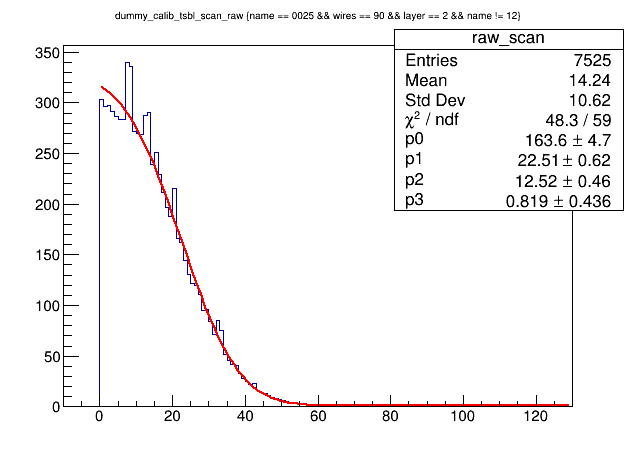 dummy_calib_tsbl_scan_raw {name == 0025 && wires == 90 && layer == 2 && name != 12}
raw_scan
Entries 7525
Mean 14.24
Std Dev 10.62
χ² / ndf 48.3 / 59
p0 163.6 ± 4.7
p1 22.51 ± 0.62
p2 12.52 ± 0.46
p3 0.819 ± 0.436
350
300
250
200
150
100
50
0
0 20 40 60 80 100 120